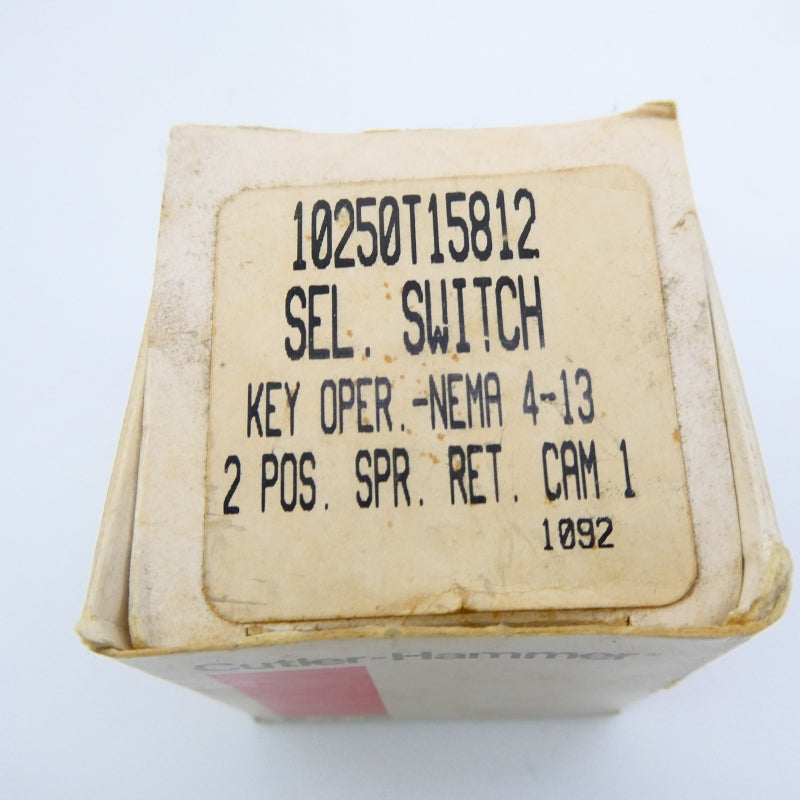 10250T15812
SEL. SWITCH
KEY OPER.-NEMA 4-13
2 POS. SPR. RET. CAM 1
1092
Cutler-Hammer